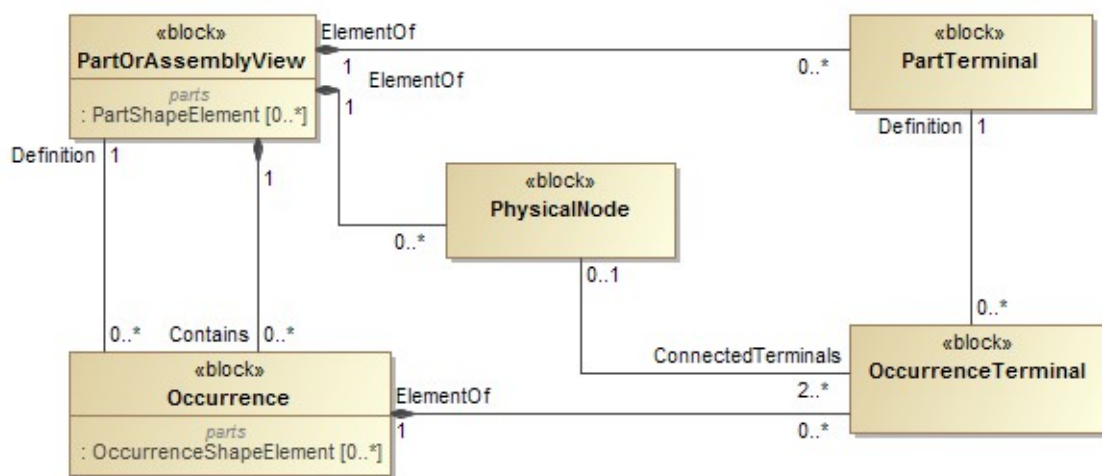 «block»
PartOrAssemblyView
parts
: PartShapeElement [0..*]
ElementOf
1
0..*
«block»
PartTerminal
ElementOf
1
Definition 1
1
Definition 1
«block»
PhysicalNode
0..*
0..1
0..*
Contains 0..*
0..*
«block»
Occurrence
parts
: OccurrenceShapeElement [0..*]
ConnectedTerminals
2..*
«block»
OccurrenceTerminal
ElementOf
1
0..*